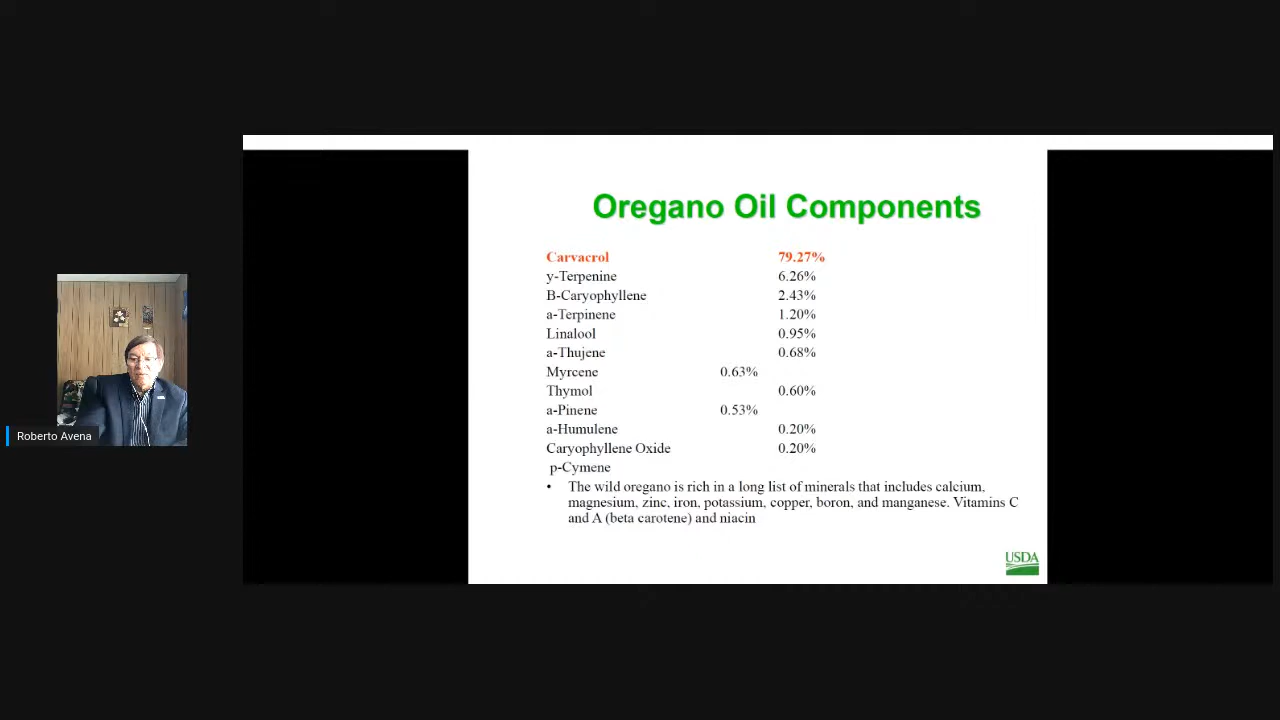 Oregano Oil Components
Carvacrol 79.27%
y-Terpenine 6.26%
B-Caryophyllene 2.43%
a-Terpinene 1.20%
Linalool 0.95%
a-Thujene 0.68%
Myrcene 0.63%
Thymol 0.60%
a-Pinene 0.53%
a-Humulene 0.20%
Caryophyllene Oxide 0.20%
p-Cymene
• The wild oregano is rich in a long list of minerals that includes calcium,
magnesium, zinc, iron, potassium, copper, boron, and manganese. Vitamins C
and A (beta carotene) and niacin
USDA
Roberto Avena